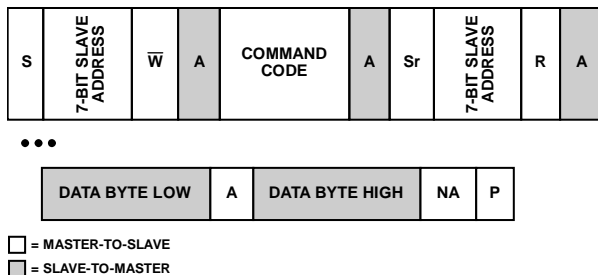 S 7-BIT SLAVE ADDRESS W̅ A COMMAND CODE A Sr 7-BIT SLAVE ADDRESS R A
•••
DATA BYTE LOW A DATA BYTE HIGH NA P
= MASTER-TO-SLAVE
= SLAVE-TO-MASTER